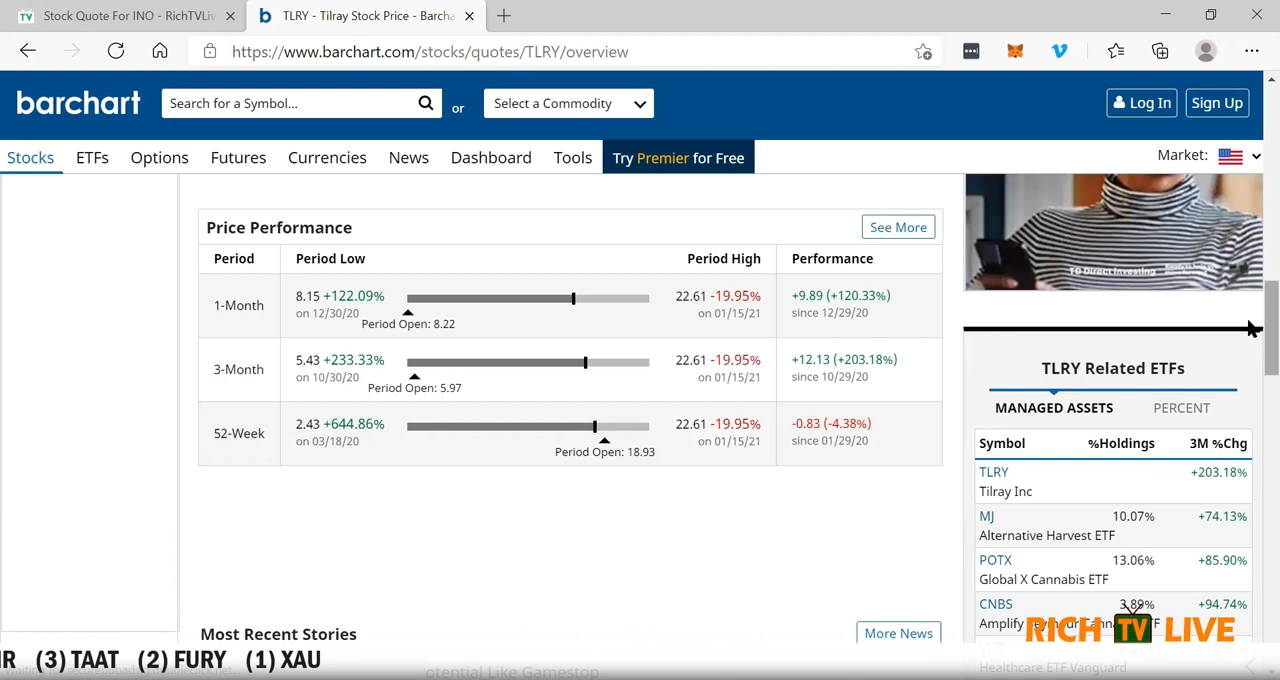 Stock Quote For INO - RichTVLiv
TLRY - Tilray Stock Price - Barcha
https://www.barchart.com/stocks/quotes/TLRY/overview
barchart
Search for a Symbol...
or
Select a Commodity
Log In
Sign Up
Stocks ETFs Options Futures Currencies News Dashboard Tools Try Premier for Free
Market:
Price Performance
See More
Period Period Low Period High Performance
1-Month
8.15 +122.09%
on 12/30/20
Period Open: 8.22
22.61 -19.95%
on 01/15/21
+9.89 (+120.33%)
since 12/29/20
3-Month
5.43 +233.33%
on 10/30/20
Period Open: 5.97
22.61 -19.95%
on 01/15/21
+12.13 (+203.18%)
since 10/29/20
52-Week
2.43 +644.86%
on 03/18/20
Period Open: 18.93
22.61 -19.95%
on 01/15/21
-0.83 (-4.38%)
since 01/29/20
Most Recent Stories
More News
otential Like Gamestop
TD Direct Investing
TLRY Related ETFs
MANAGED ASSETS PERCENT
Symbol %Holdings 3M %Chg
TLRY +203.18%
Tilray Inc
MJ 10.07% +74.13%
Alternative Harvest ETF
POTX 13.06% +85.90%
Global X Cannabis ETF
CNBS 3.89% +94.74%
Amplify
Healthcare ETF Vanguard
RICH TV LIVE
IR (3) TAAT (2) FURY (1) XAU